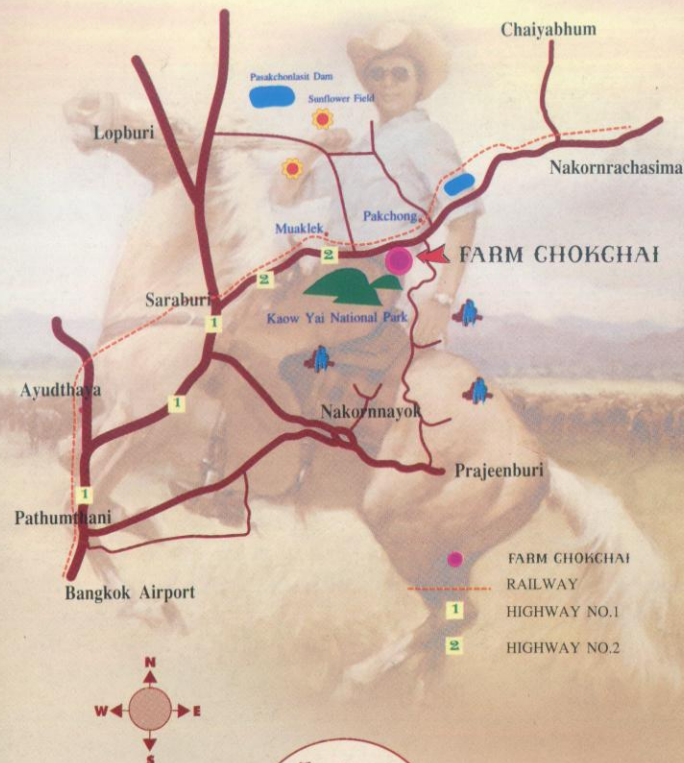 Chaiyabhum
Pasakchonlasit Dam
Sunflower Field
Lopburi
Nakornrachasima
Pakchong
Muaklek
2
FARM CHOKCHAI
2
Saraburi
Kaow Yai National Park
1
Ayudthaya
1
Nakornnayok
Prajeenburi
1
Pathumthani
FARM CHOKCHAI
RAILWAY
Bangkok Airport
1 HIGHWAY NO.1
2 HIGHWAY NO.2
N
W E
S